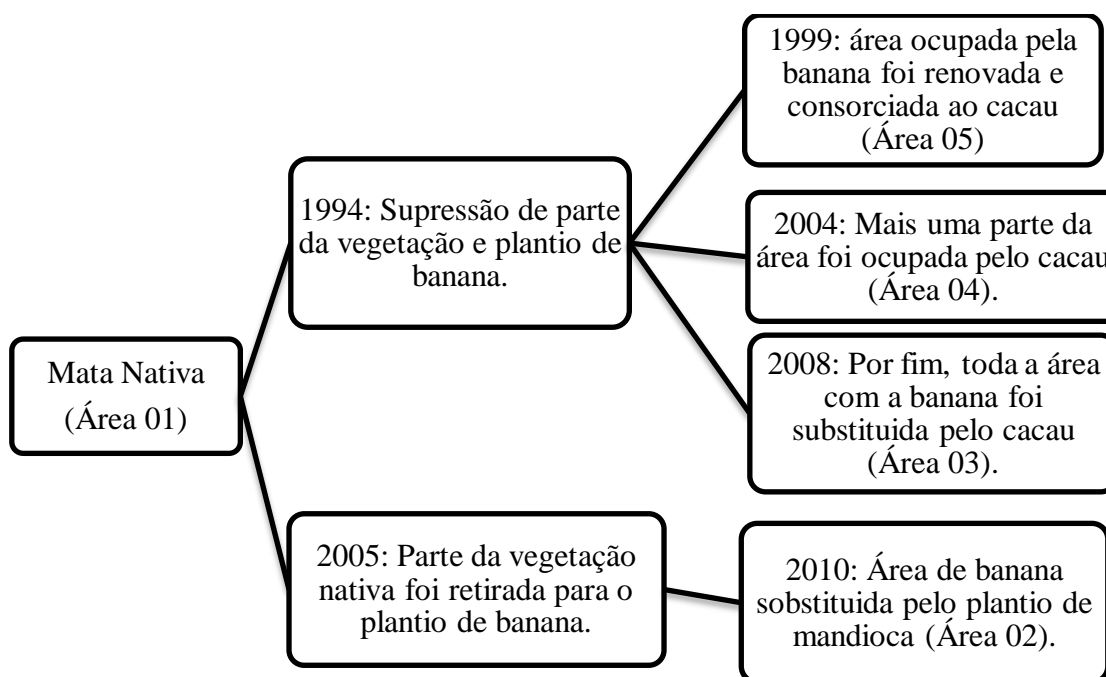 Mata Nativa
(Área 01)
1994: Supressão de parte
da vegetação e plantio de
banana.
1999: área ocupada pela
banana foi renovada e
consorciada ao cacau
(Área 05)
2004: Mais uma parte da
área foi ocupada pelo cacau
(Área 04).
2008: Por fim, toda a área
com a banana foi
substituida pelo cacau
(Área 03).
2005: Parte da vegetação
nativa foi retirada para o
plantio de banana.
2010: Área de banana
sobstituida pelo plantio de
mandioca (Área 02).